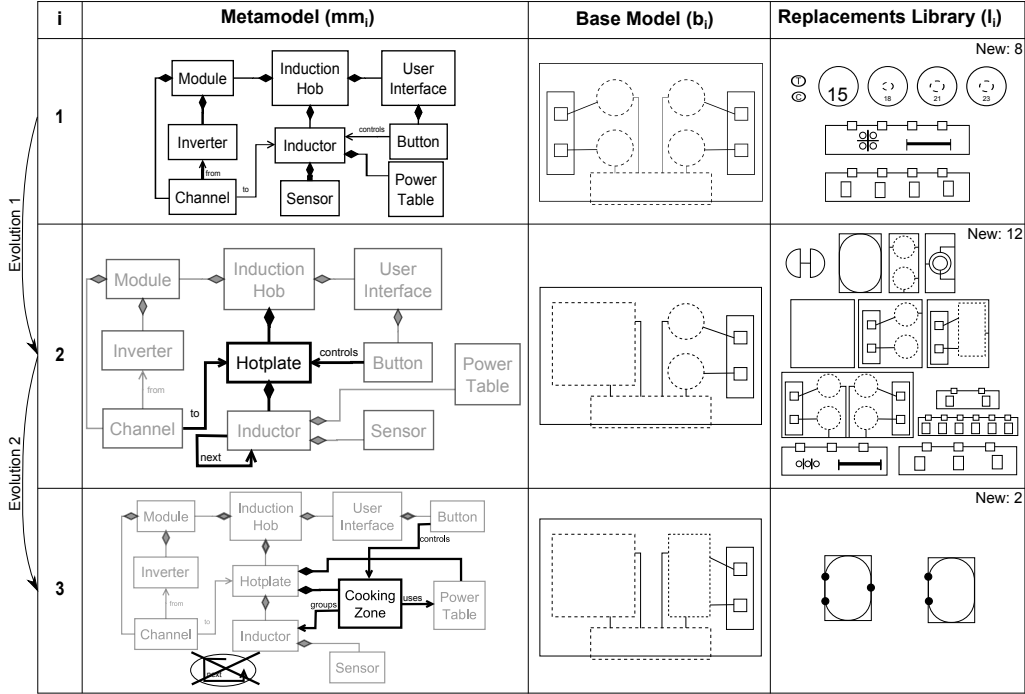 i Metamodel (mmi) Base Model (bi) Replacements Library (li)
Evolution 1
Evolution 2
1
Module
Induction
Hob
User
Interface
Inverter
Inductor
controls
Button
from
to
Channel
Sensor
Power
Table
New: 8
T
C
15
18
21
23
2
Module
Induction
Hob
User
Interface
Inverter
Hotplate
controls
Button
Power
Table
from
to
Channel
Inductor
Sensor
next
New: 12
3
Module
Induction
Hob
User
Interface
Button
controls
Inverter
Hotplate
Cooking
Zone
uses
Power
Table
from
to
groups
Channel
Inductor
next
Sensor
New: 2